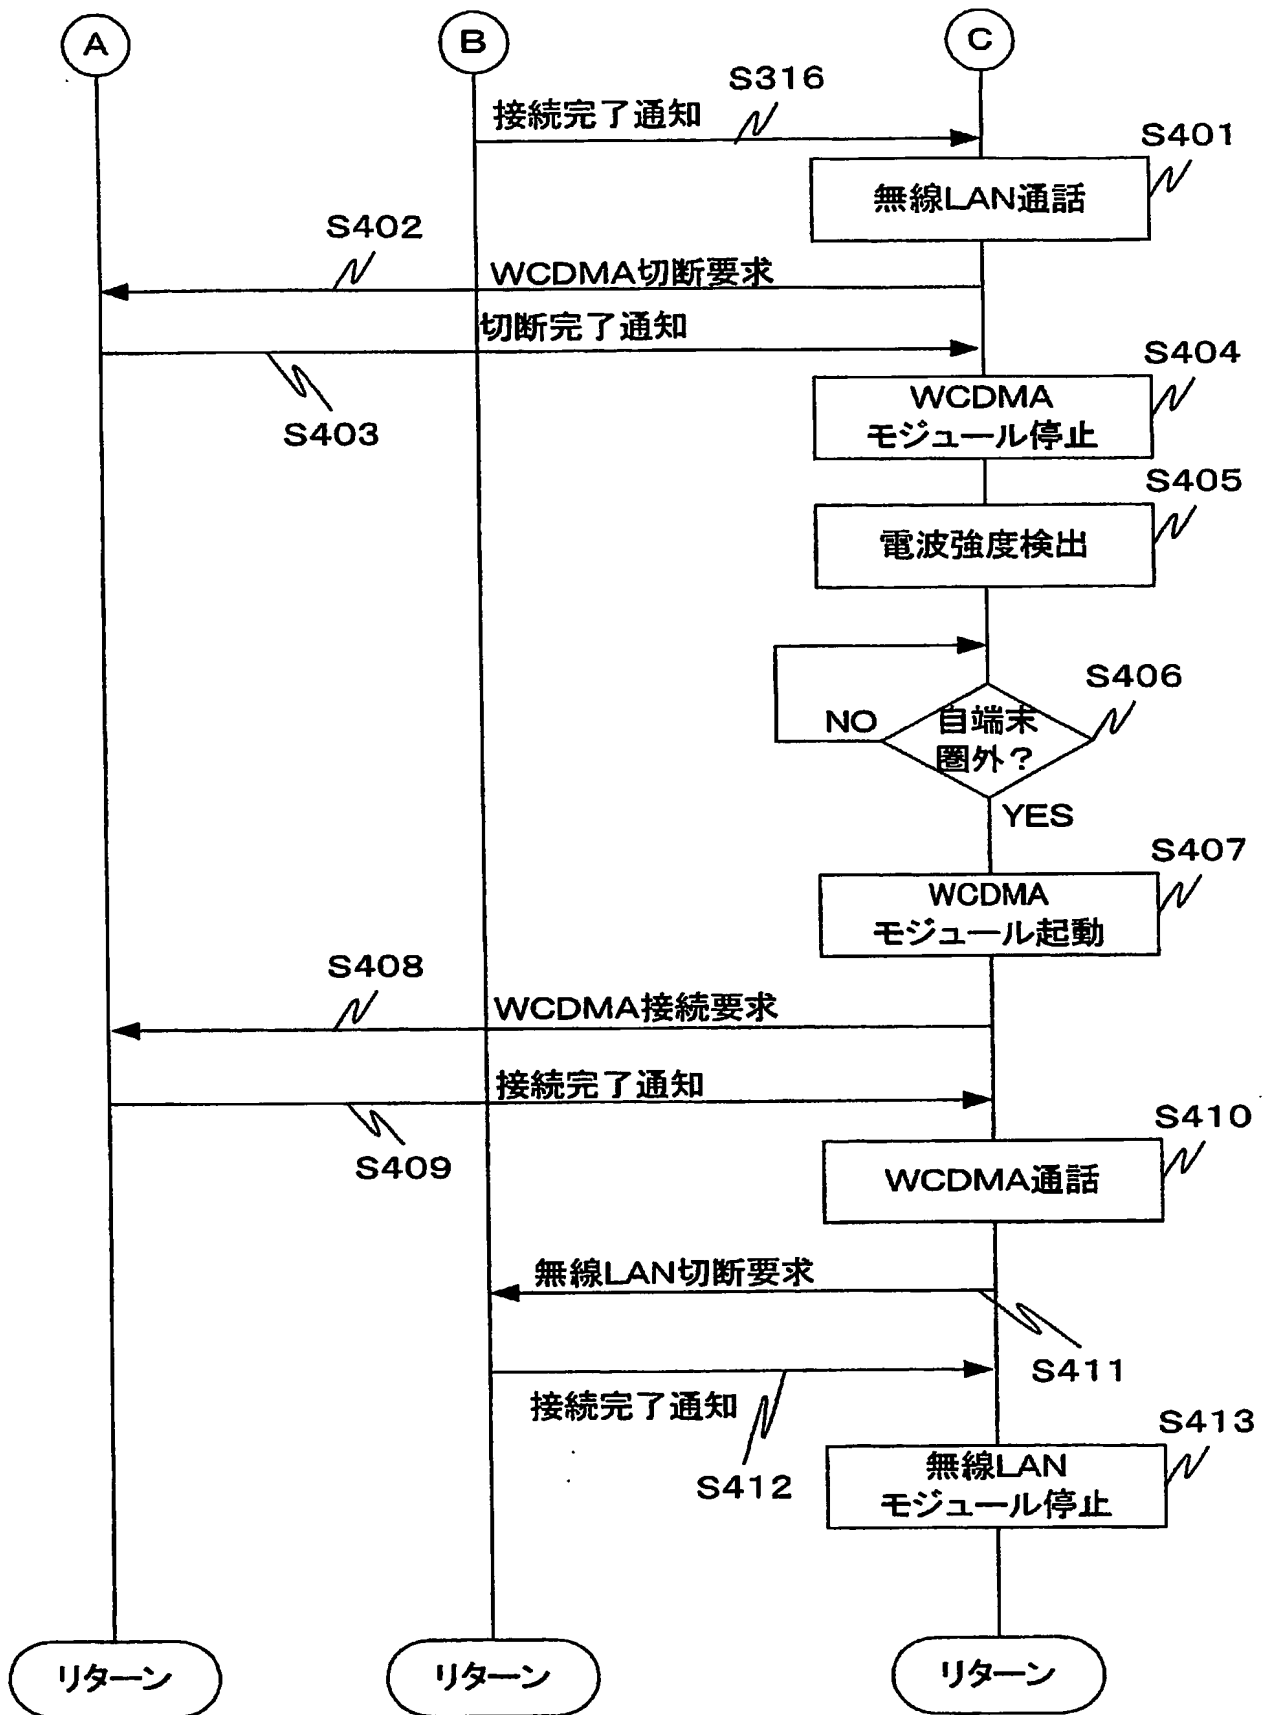 A
B
C
S316
接続完了通知
S401
無線LAN通話
S402
WCDMA切断要求
切断完了通知
S403
S404
WCDMA
モジュール停止
S405
電波強度検出
S406
NO
自端末
圏外？
YES
S407
WCDMA
モジュール起動
S408
WCDMA接続要求
接続完了通知
S409
S410
WCDMA通話
無線LAN切断要求
S411
接続完了通知
S412
S413
無線LAN
モジュール停止
リターン
リターン
リターン